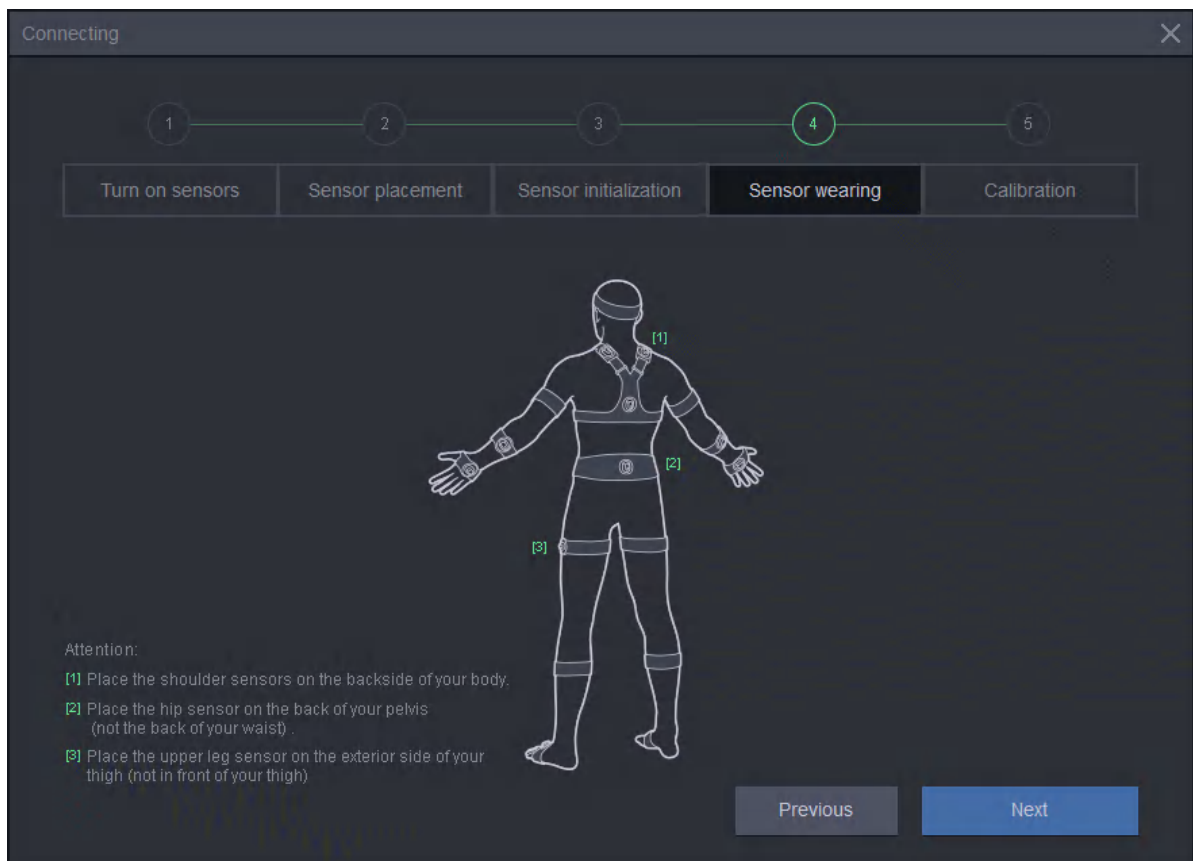 Connecting
1 2 3 4 5
Turn on sensors Sensor placement Sensor initialization Sensor wearing Calibration
[1]
[2]
[3]
Attention:
[1] Place the shoulder sensors on the backside of your body.
[2] Place the hip sensor on the back of your pelvis
(not the back of your waist) .
[3] Place the upper leg sensor on the exterior side of your
thigh (not in front of your thigh)
Previous Next